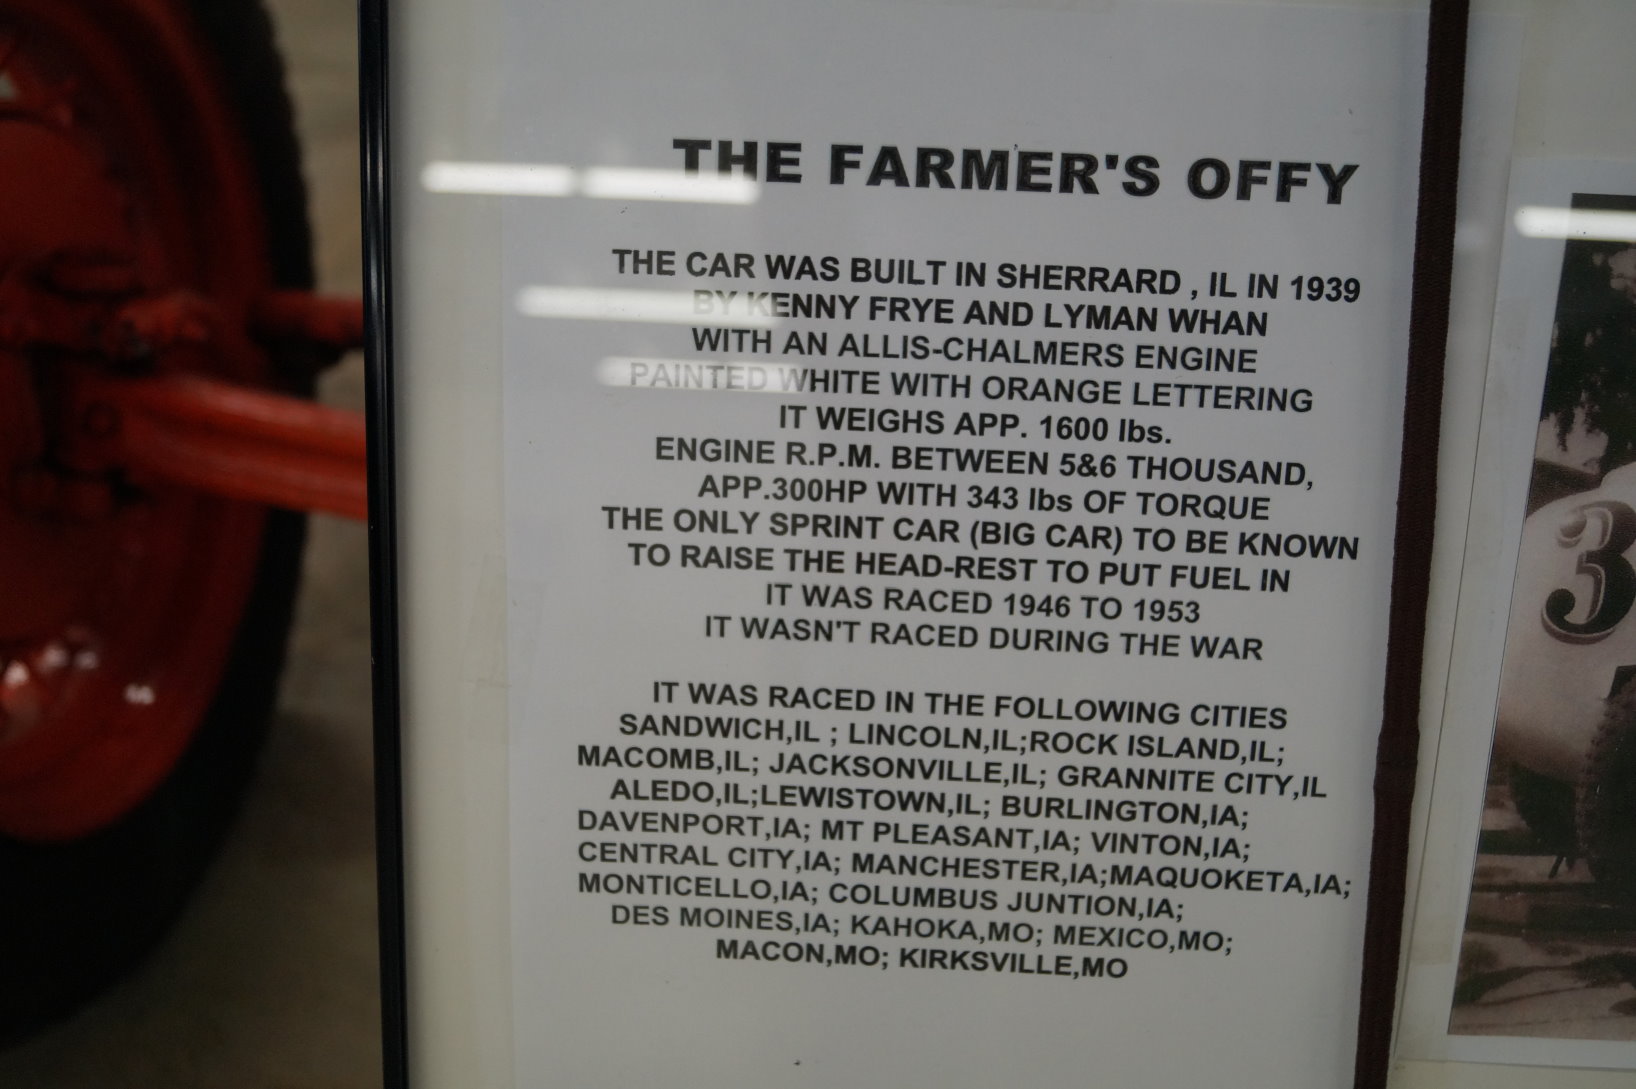 THE FARMER'S OFFY
THE CAR WAS BUILT IN SHERRARD , IL IN 1939
BY KENNY FRYE AND LYMAN WHAN
WITH AN ALLIS-CHALMERS ENGINE
PAINTED WHITE WITH ORANGE LETTERING
IT WEIGHS APP. 1600 lbs.
ENGINE R.P.M. BETWEEN 5&6 THOUSAND,
APP.300HP WITH 343 lbs OF TORQUE
THE ONLY SPRINT CAR (BIG CAR) TO BE KNOWN
TO RAISE THE HEAD-REST TO PUT FUEL IN
IT WAS RACED 1946 TO 1953
IT WASN'T RACED DURING THE WAR
IT WAS RACED IN THE FOLLOWING CITIES
SANDWICH,IL ; LINCOLN,IL;ROCK ISLAND,IL;
MACOMB,IL; JACKSONVILLE,IL; GRANNITE CITY,IL
ALEDO,IL;LEWISTOWN,IL; BURLINGTON,IA;
DAVENPORT,IA; MT PLEASANT,IA; VINTON,IA;
CENTRAL CITY,IA; MANCHESTER,IA;MAQUOKETA,IA;
MONTICELLO,IA; COLUMBUS JUNTION,IA;
DES MOINES,IA; KAHOKA,MO; MEXICO,MO;
MACON,MO; KIRKSVILLE,MO
3